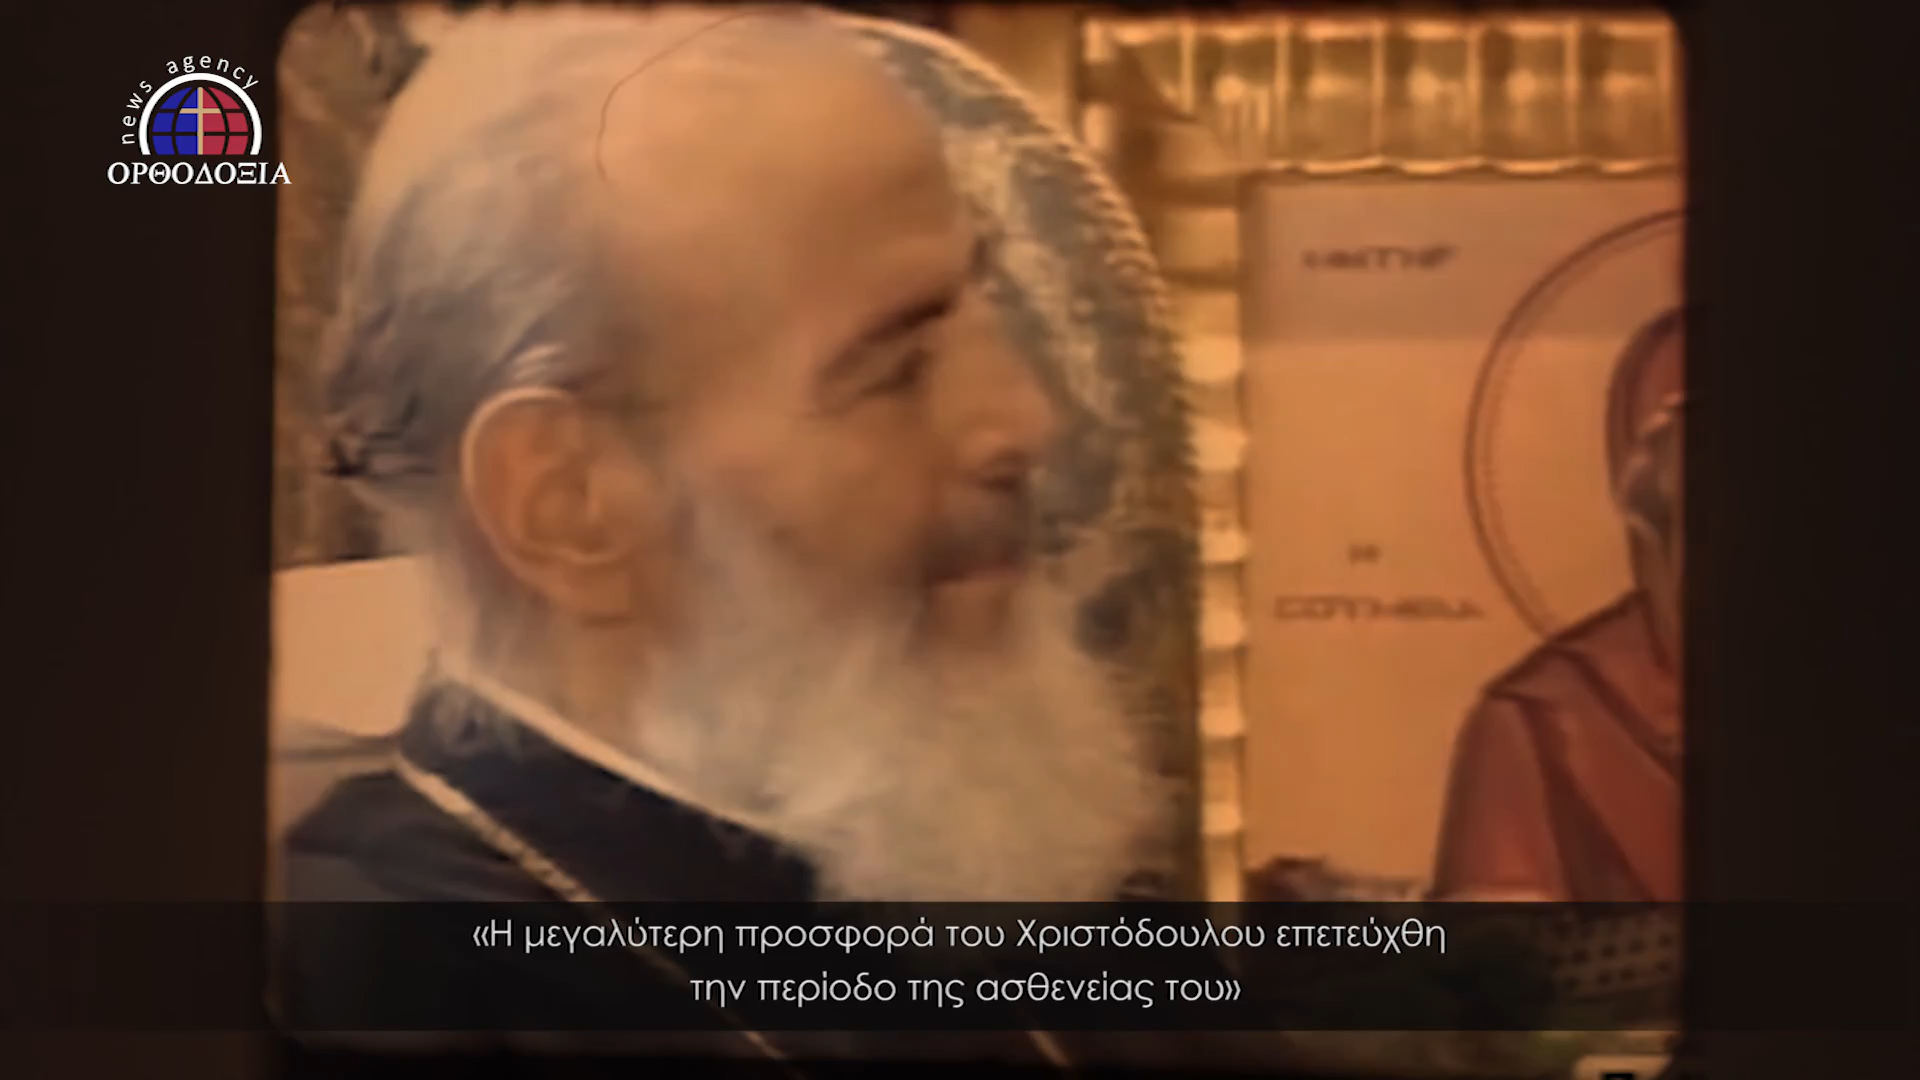 news agency
ΟΡΘΟΔΟΞΙΑ
«Η μεγαλύτερη προσφορά του Χριστόδουλου επετεύχθη
την περίοδο της ασθενείας του»